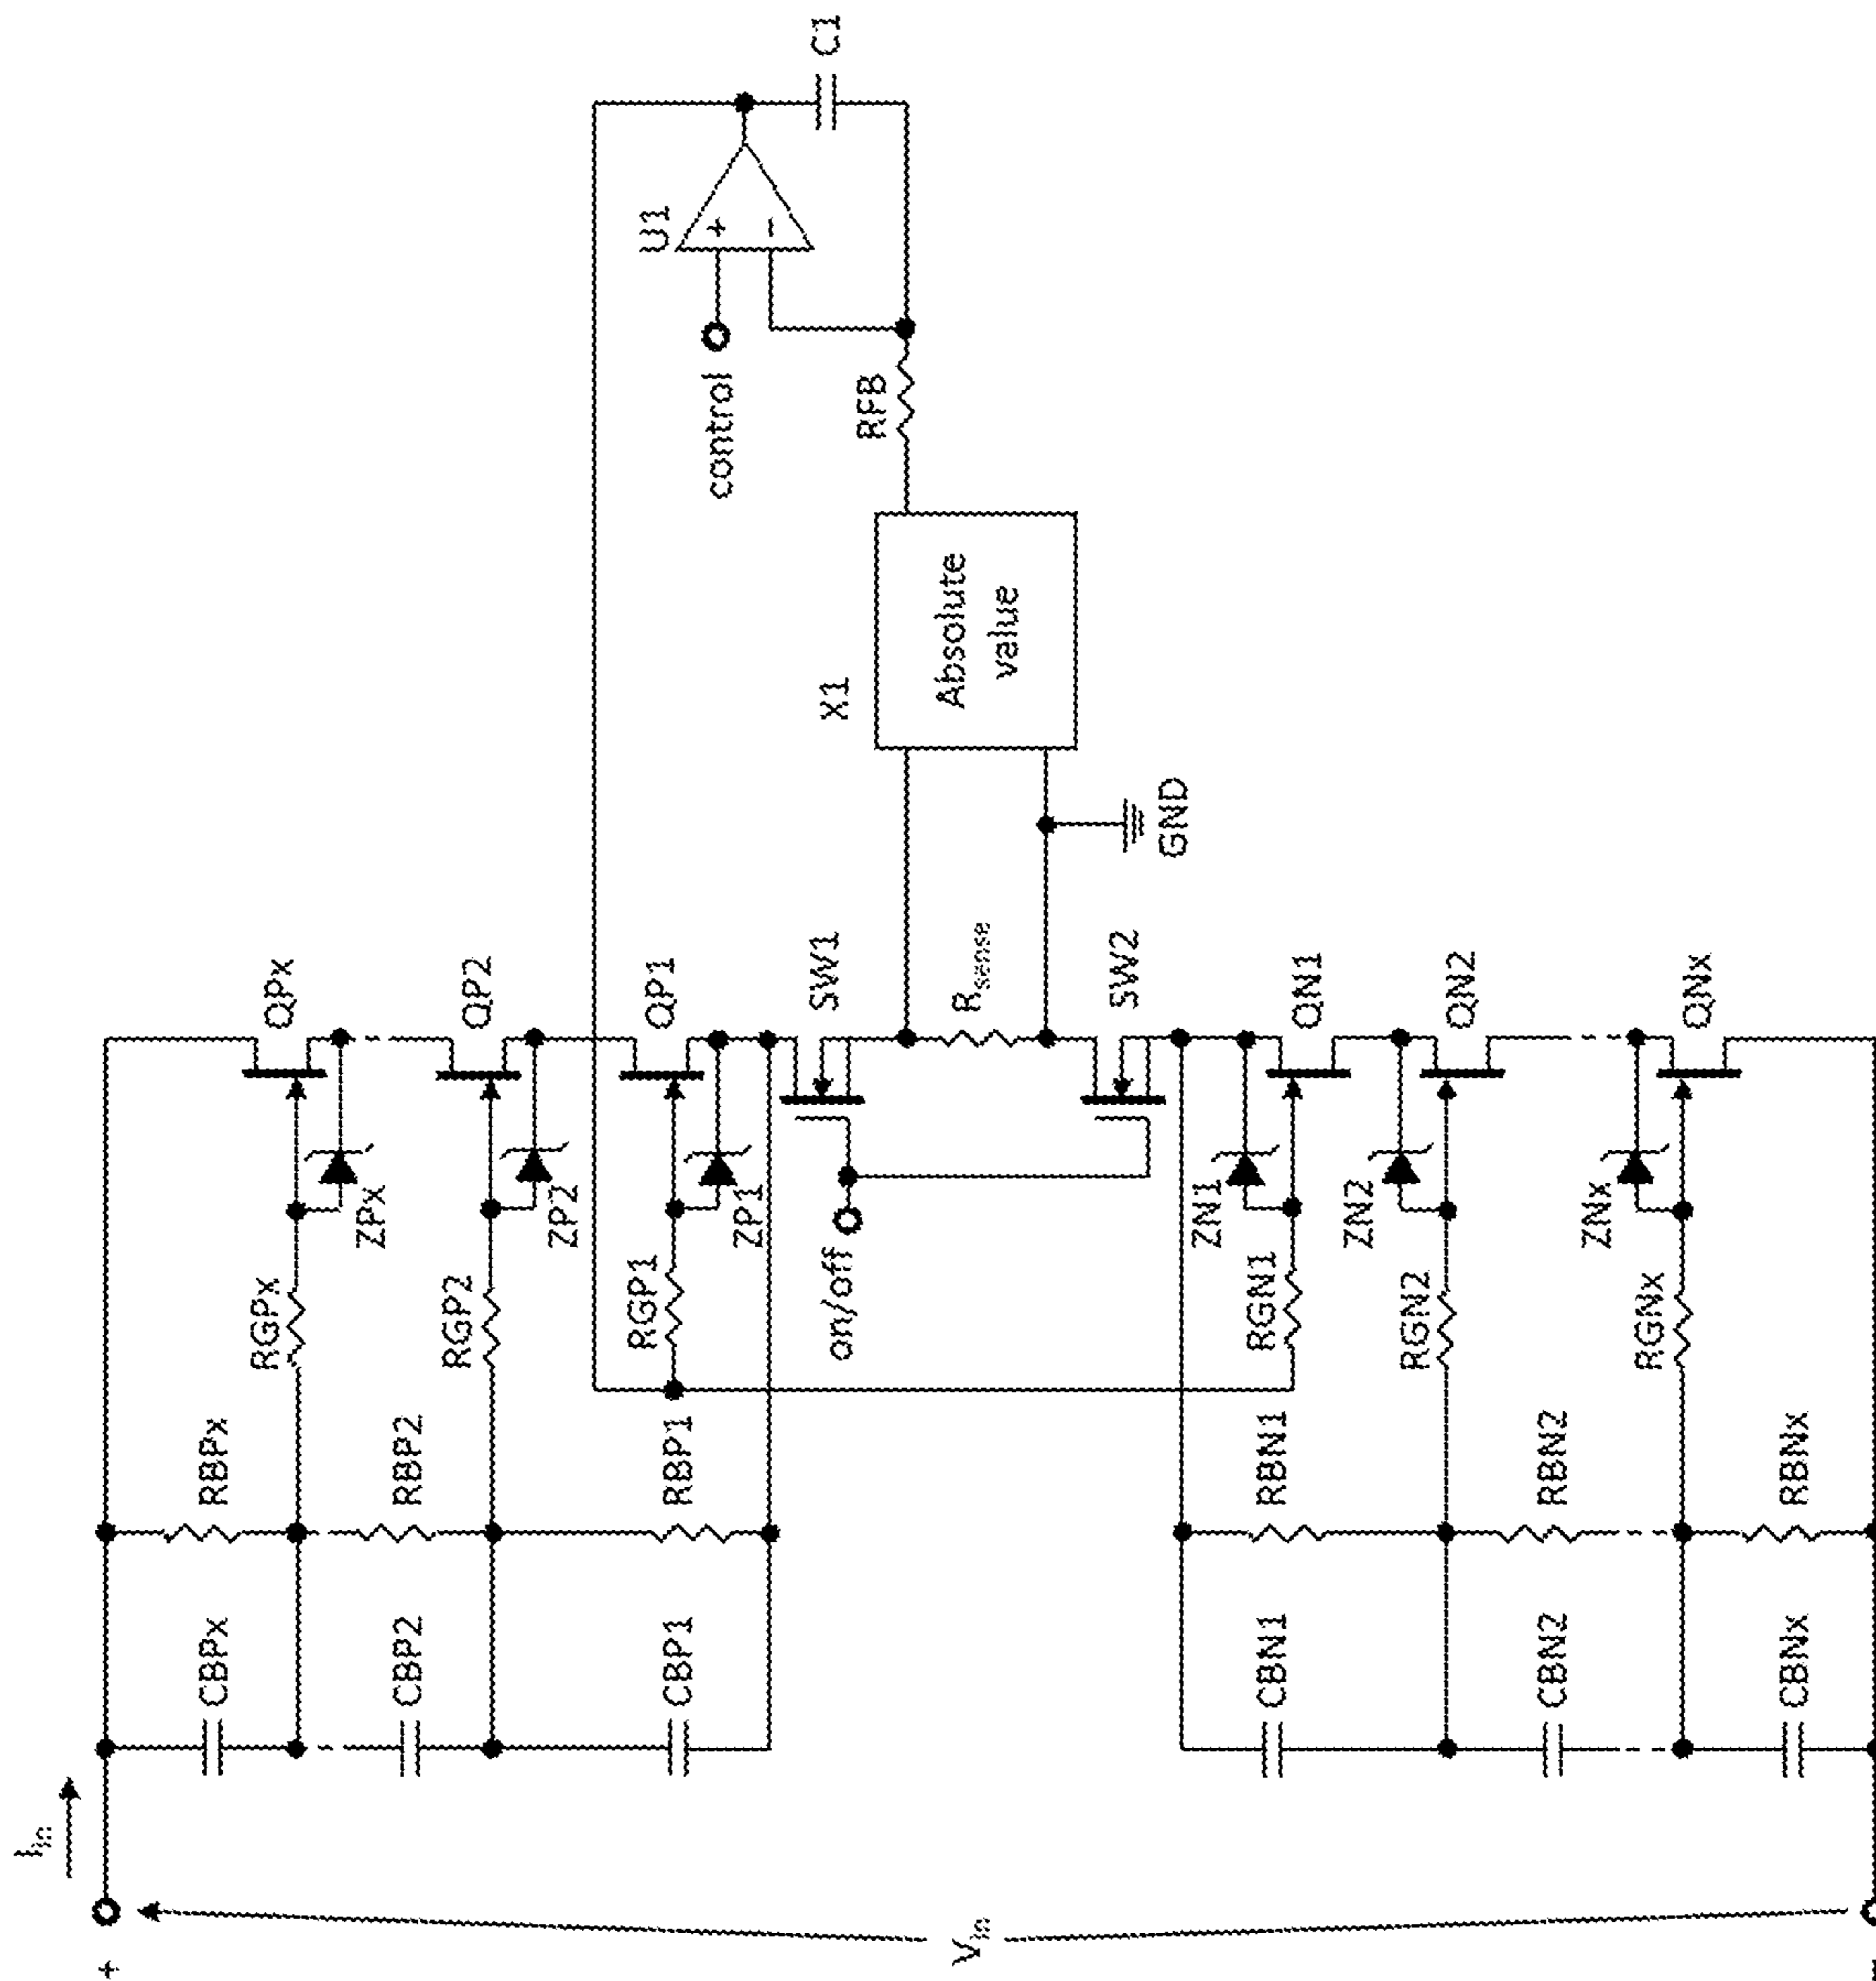 +
Vin
-
Iin
CBPx
RBPx
RGPx
ZPx
QPx
CBP2
RBP2
RGP2
ZP2
QP2
CBP1
RBP1
RGP1
ZP1
QP1
on/off
SW1
Rsense
SW2
GND
X1
Absolute
value
RFB
control
U1
+
-
C1
CBN1
RBN1
RGN1
ZN1
QN1
CBN2
RBN2
RGN2
ZN2
QN2
CBNx
RBNx
RGNx
ZNx
QNx